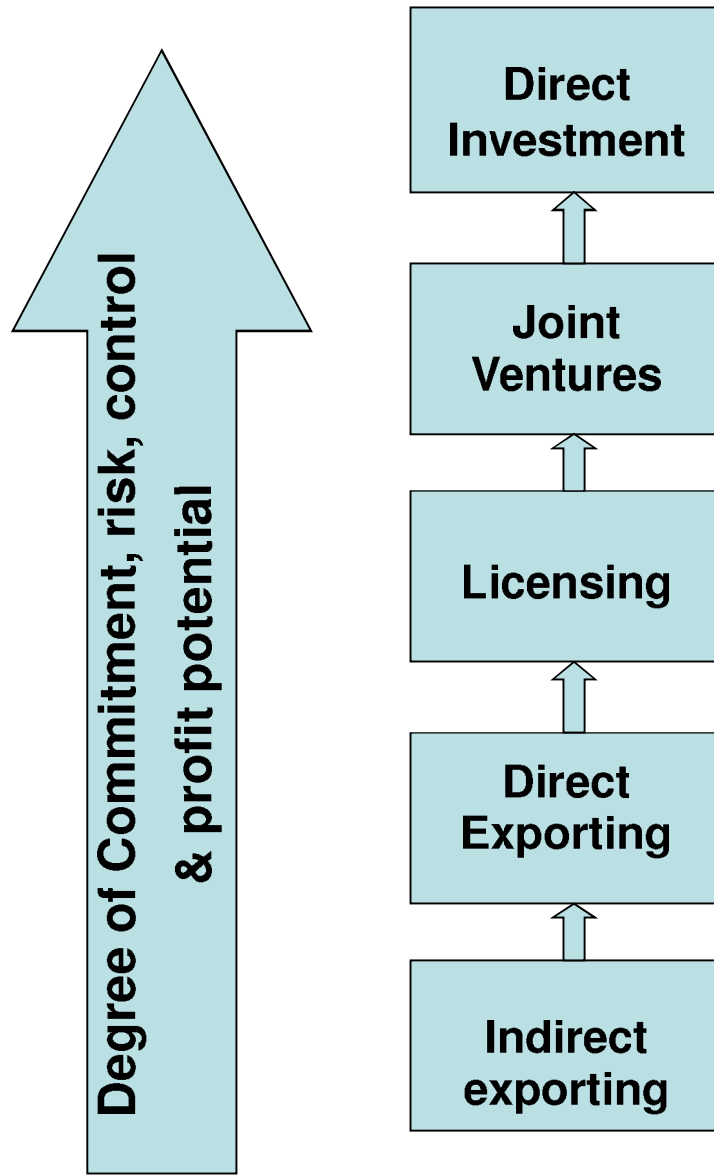 Degree of Commitment, risk, control
& profit potential
Direct
Investment
Joint
Ventures
Licensing
Direct
Exporting
Indirect
exporting